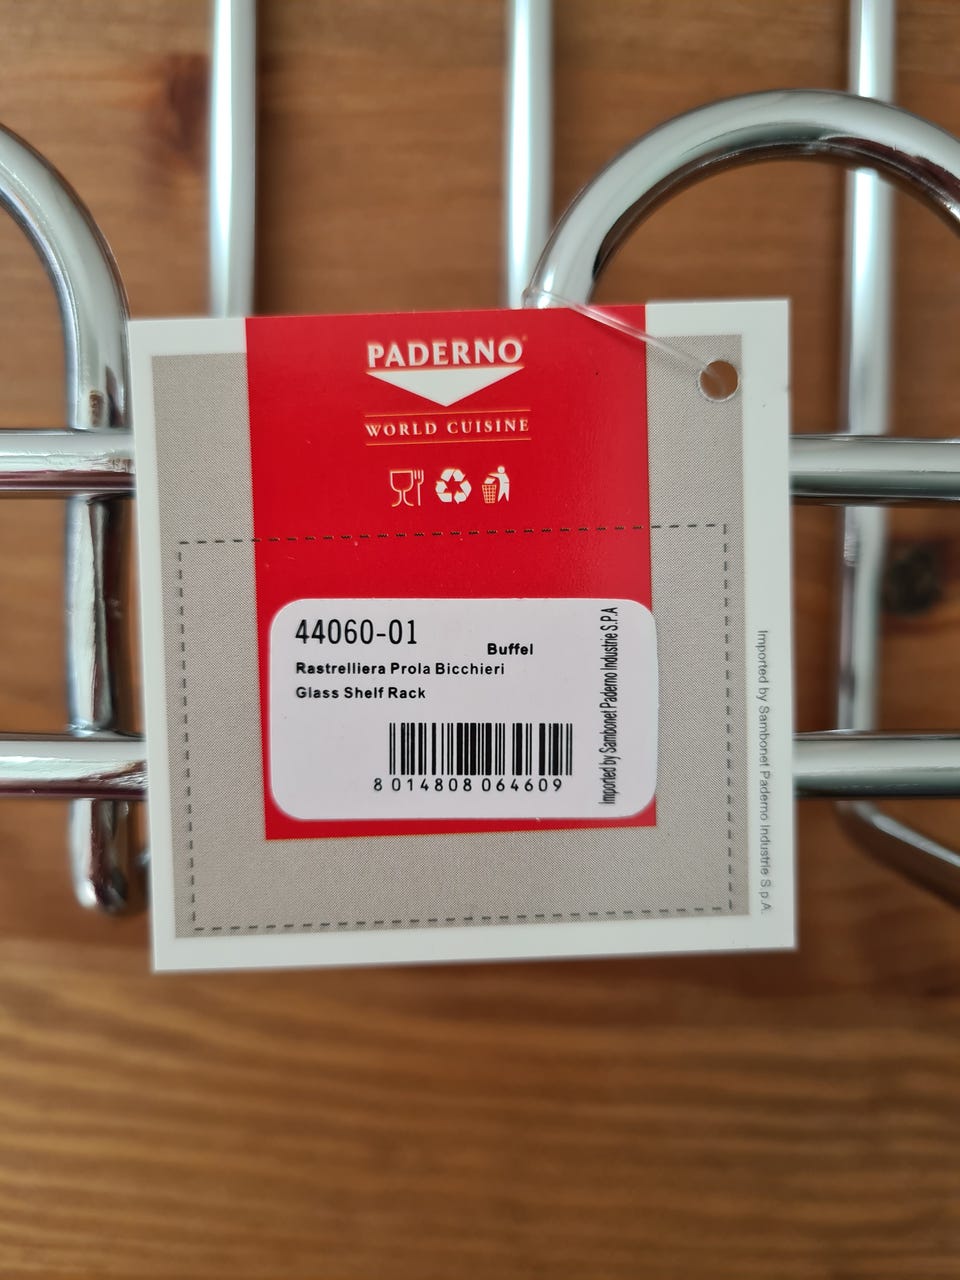 PADERNO
WORLD CUISINE
44060-01
Buffel
Rastrelliera Prola Bicchieri
Glass Shelf Rack
8 014808 064609
Imported by Sambonet Paderno Industrie S.P.A
Imported by Sambonet Paderno Industrie S.p.A.